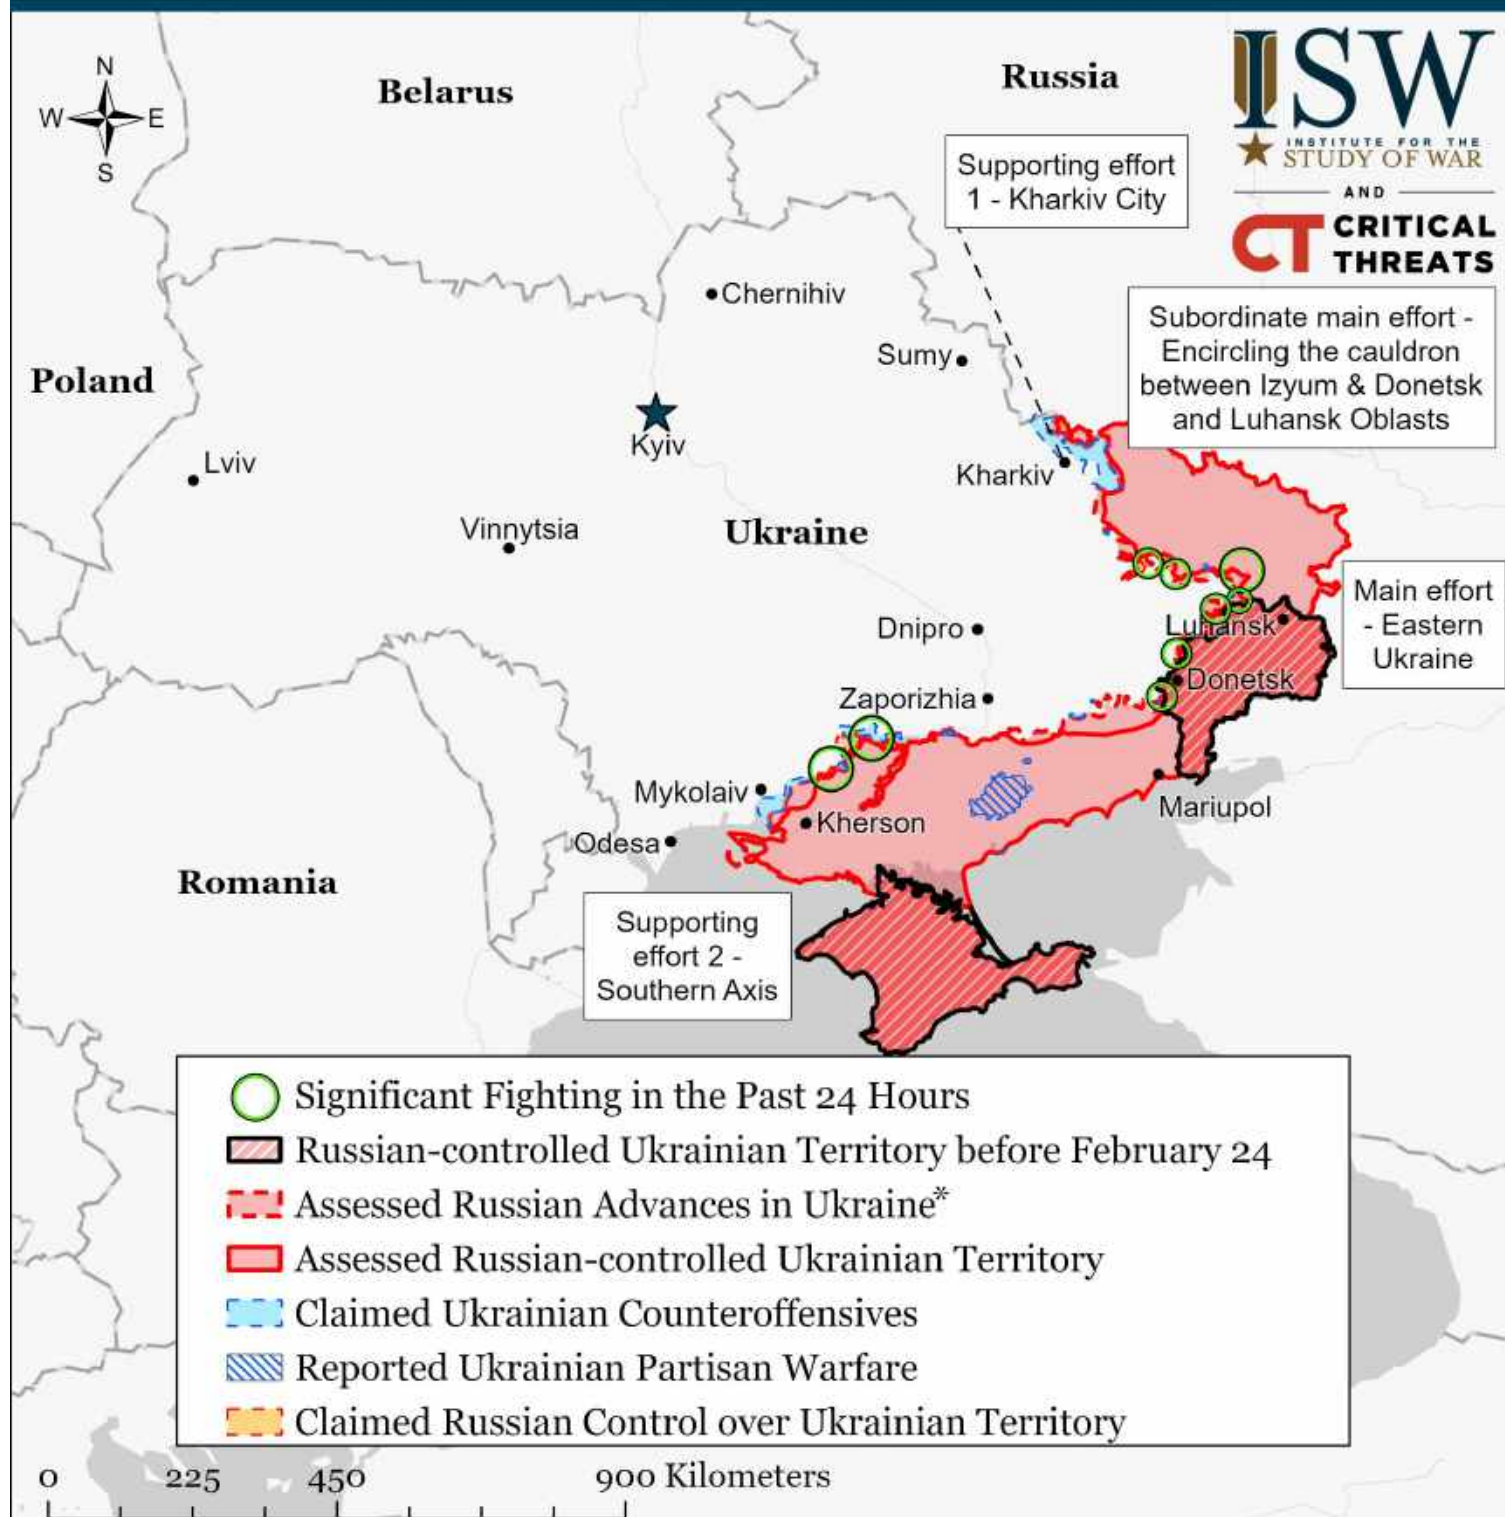 N
W
E
S
Belarus
Russia
ISW
INSTITUTE FOR THE
STUDY OF WAR
AND
CT CRITICAL
THREATS
Supporting effort
1 - Kharkiv City
Subordinate main effort -
Encircling the cauldron
between Izyum & Donetsk
and Luhansk Oblasts
Chernihiv
Sumy
Poland
Kyiv
Lviv
Kharkiv
Vinnytsia
Ukraine
Main effort
- Eastern
Ukraine
Dnipro
Luhansk
Donetsk
Zaporizhia
Mykolaiv
Mariupol
Kherson
Odesa
Romania
Supporting
effort 2 -
Southern Axis
Significant Fighting in the Past 24 Hours
Russian-controlled Ukrainian Territory before February 24
Assessed Russian Advances in Ukraine*
Assessed Russian-controlled Ukrainian Territory
Claimed Ukrainian Counteroffensives
Reported Ukrainian Partisan Warfare
Claimed Russian Control over Ukrainian Territory
0 225 450 900 Kilometers